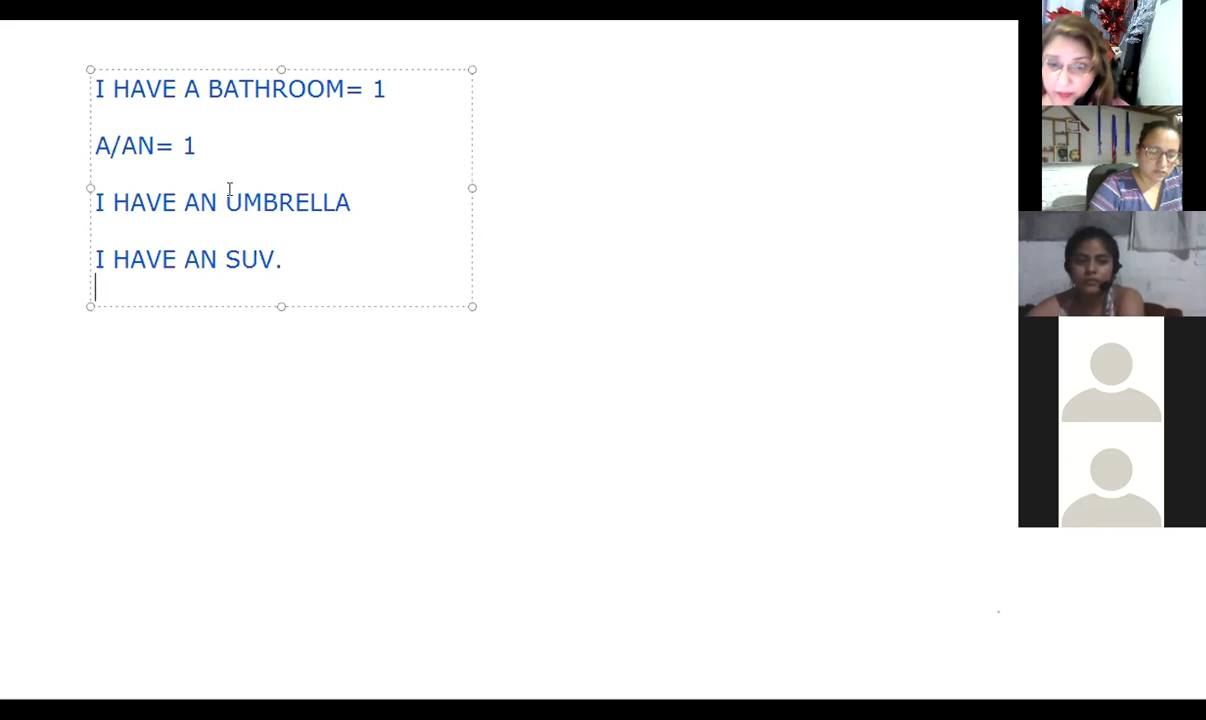 I HAVE A BATHROOM= 1
A/AN= 1
I HAVE AN UMBRELLA
I HAVE AN SUV.